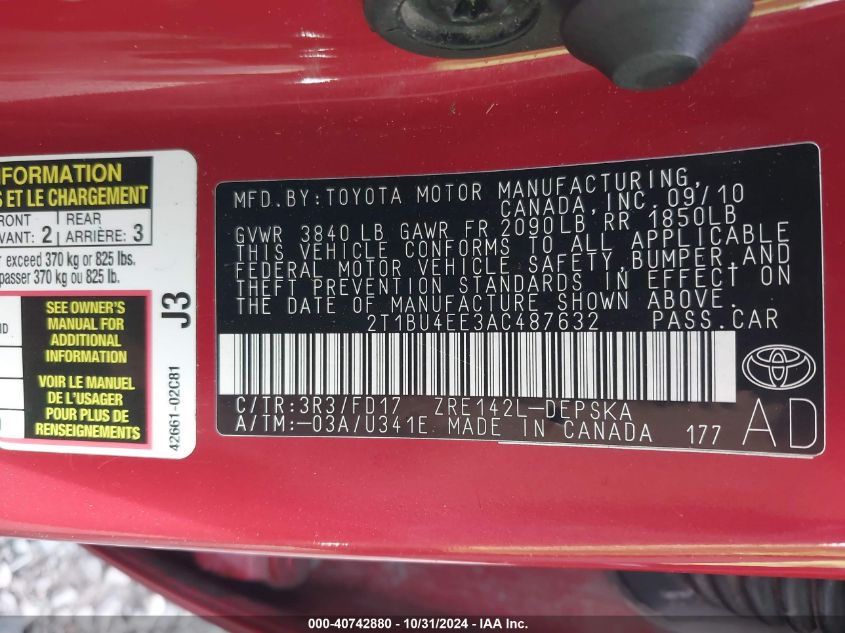 NFORMATION
S ET LE CHARGEMENT
FRONT
VANT: 2
REAR
ARRIÈRE: 3
exceed 370 kg or 825 lbs.
passer 370 kg ou 825 lb.
SEE OWNER'S
MANUAL FOR
ADDITIONAL
INFORMATION
VOIR LE MANUEL
DE L'USAGER
POUR PLUS DE
RENSEIGNEMENTS
J3
42661-02C81
MFD.BY:TOYOTA MOTOR MANUFACTURING,
CANADA,INC.09/10
GVWR 3840 LB GAWR FR 2090LB RR 1850LB
THIS VEHICLE CONFORMS TO ALL APPLICABLE
FEDERAL MOTOR VEHICLE SAFETY,BUMPER,AND
THEFT PREVENTION STANDARDS IN EFFECT ON
THE DATE OF MANUFACTURE SHOWN ABOVE.
2T1BU4EE3AC487632 PASS.CAR
C/TR:3R3/FD17 ZRE142L-DEPSKA
A/TM:-03A/U341E MADE IN CANADA 177
AD
000-40742880 - 10/31/2024 - IAA Inc.